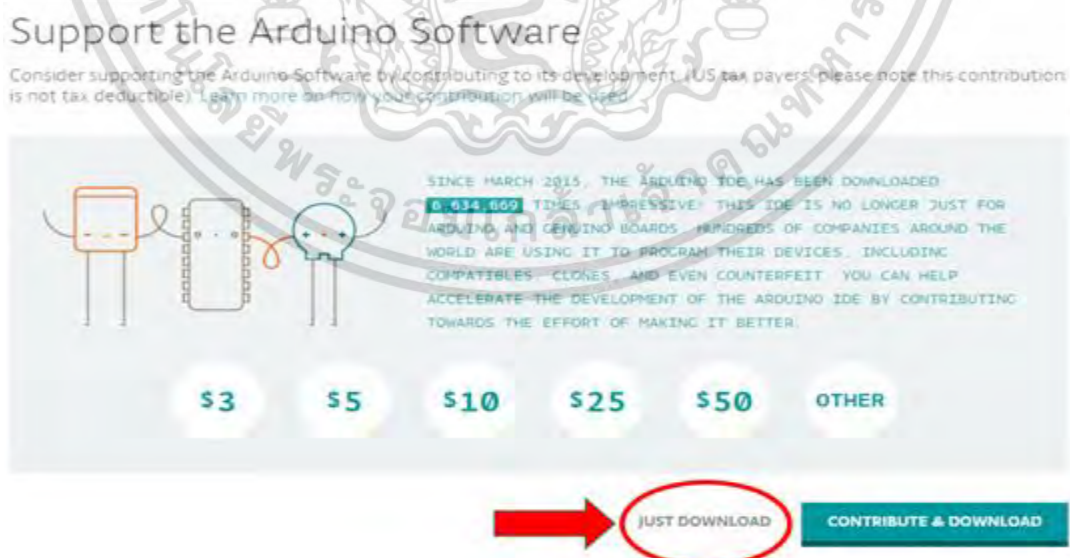 Support the Arduino Software
Consider supporting the Arduino Software by contributing to its development. (US tax payers, please note this contribution
is not tax deductible). Learn more on how your contribution will be used.
SINCE MARCH 2015, THE ARDUINO IDE HAS BEEN DOWNLOADED
6,634,669 TIMES. IMPRESSIVE! THIS IDE IS NO LONGER JUST FOR
ARDUINO AND GENUINO BOARDS. HUNDREDS OF COMPANIES AROUND THE
WORLD ARE USING IT TO PROGRAM THEIR DEVICES, INCLUDING
COMPATIBLES, CLONES, AND EVEN COUNTERFEIT. YOU CAN HELP
ACCELERATE THE DEVELOPMENT OF THE ARDUINO IDE BY CONTRIBUTING
TOWARDS THE EFFORT OF MAKING IT BETTER.
$3 $5 $10 $25 $50 OTHER
JUST DOWNLOAD CONTRIBUTE & DOWNLOAD